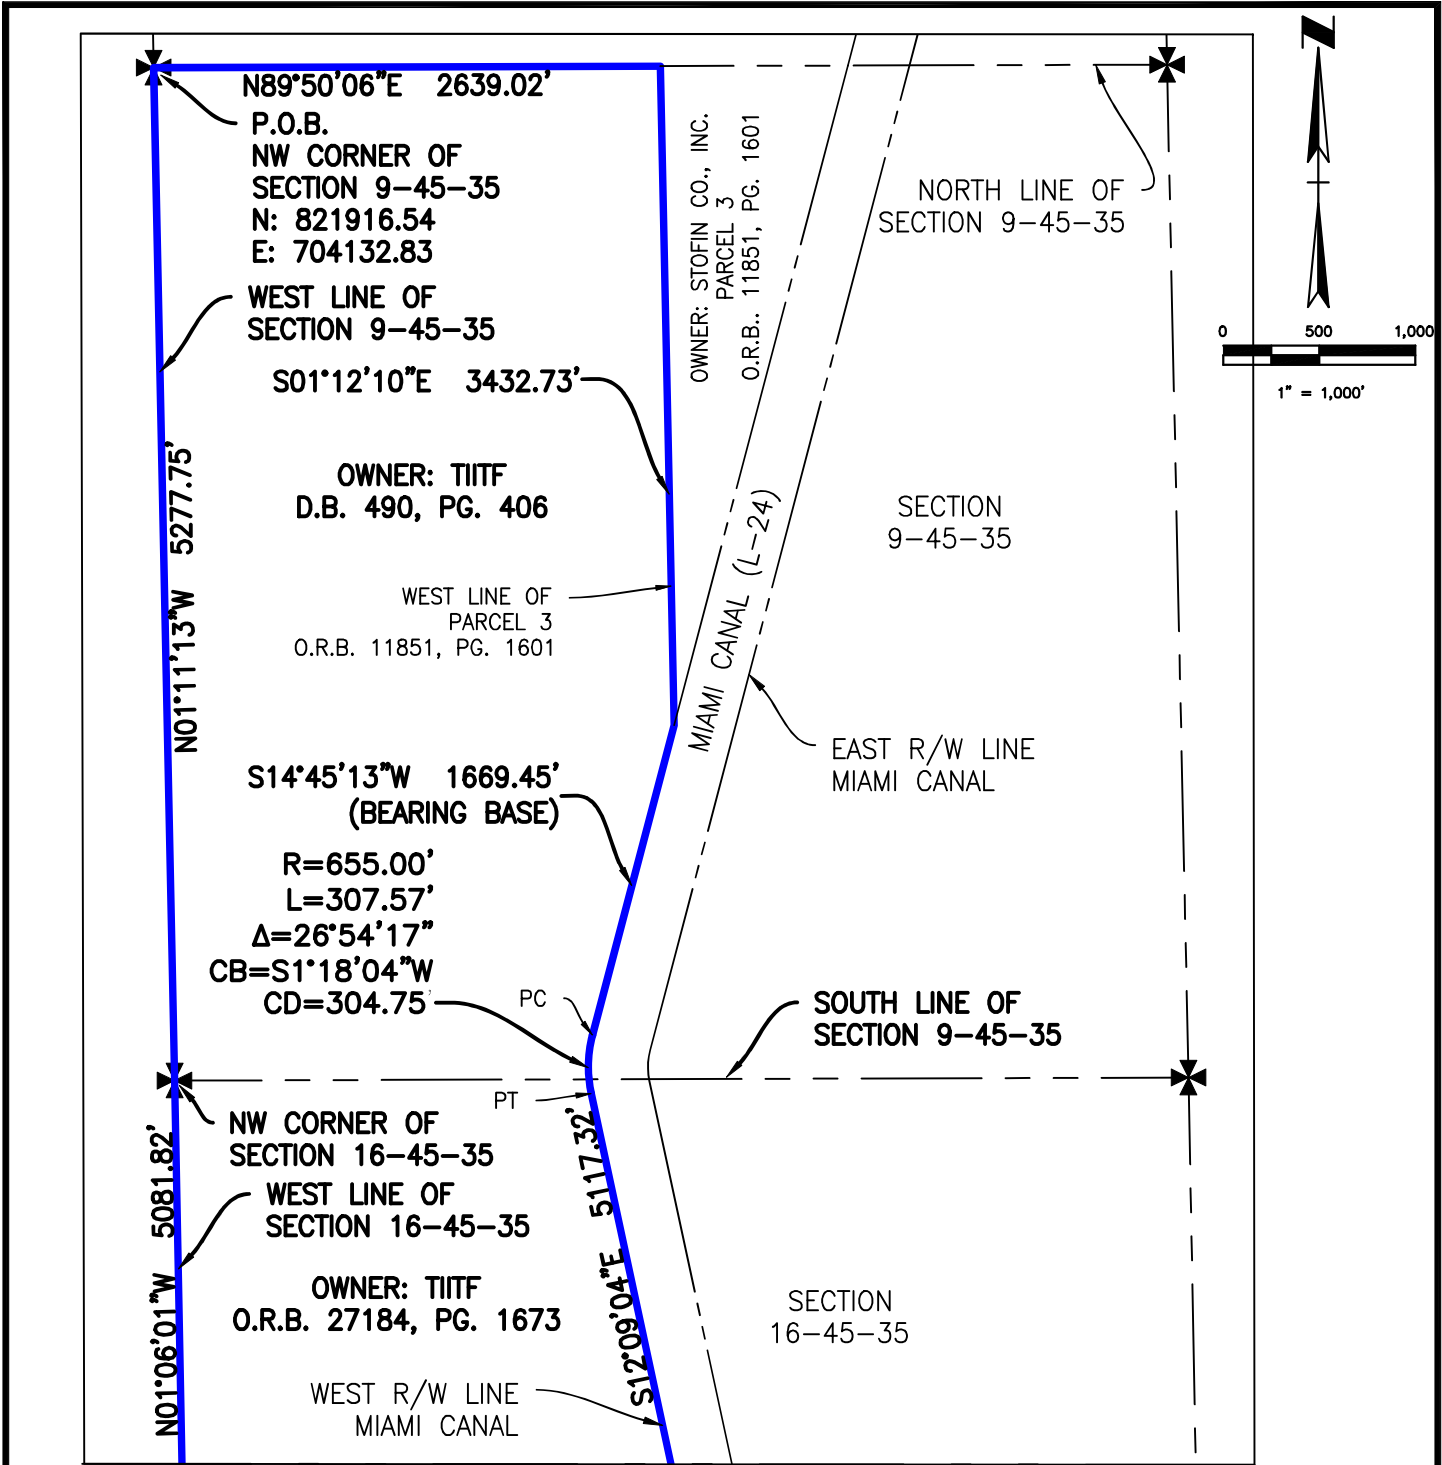 N
N89°50'06"E 2639.02'
P.O.B.
NW CORNER OF
SECTION 9-45-35
N: 821916.54
E: 704132.83
OWNER: STOFIN CO., INC.
PARCEL 3
O.R.B.. 11851, PG. 1601
NORTH LINE OF
SECTION 9-45-35
WEST LINE OF
SECTION 9-45-35
0 500 1,000
1" = 1,000'
S01°12'10"E 3432.73'
OWNER: TIITF
D.B. 490, PG. 406
SECTION
9-45-35
N01°11'13"W 5277.75'
WEST LINE OF
PARCEL 3
O.R.B. 11851, PG. 1601
MIAMI CANAL (L-24)
EAST R/W LINE
MIAMI CANAL
S14°45'13"W 1669.45'
(BEARING BASE)
R=655.00'
L=307.57'
Δ=26°54'17"
CB=S1°18'04"W
CD=304.75'
PC
SOUTH LINE OF
SECTION 9-45-35
PT
NW CORNER OF
SECTION 16-45-35
WEST LINE OF
SECTION 16-45-35
N01°06'01"W 5081.82'
S12°09'04"E 5117.32'
OWNER: TIITF
O.R.B. 27184, PG. 1673
SECTION
16-45-35
WEST R/W LINE
MIAMI CANAL